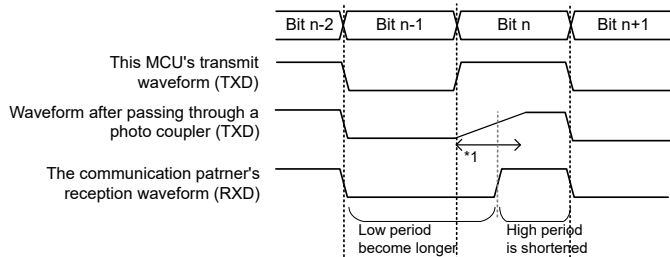 Bit n-2 Bit n-1 Bit n Bit n+1
This MCU's transmit
waveform (TXD)
Waveform after passing through a
photo coupler (TXD)
*1
The communication patrner's
reception waveform (RXD)
Low period
become longer
High period
is shortened